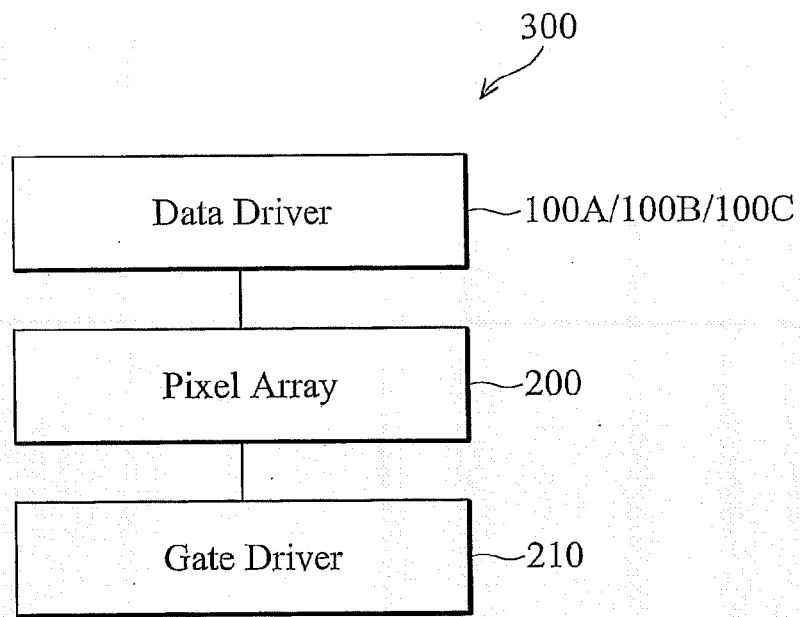 300
Data Driver
100A/100B/100C
Pixel Array
200
Gate Driver
210